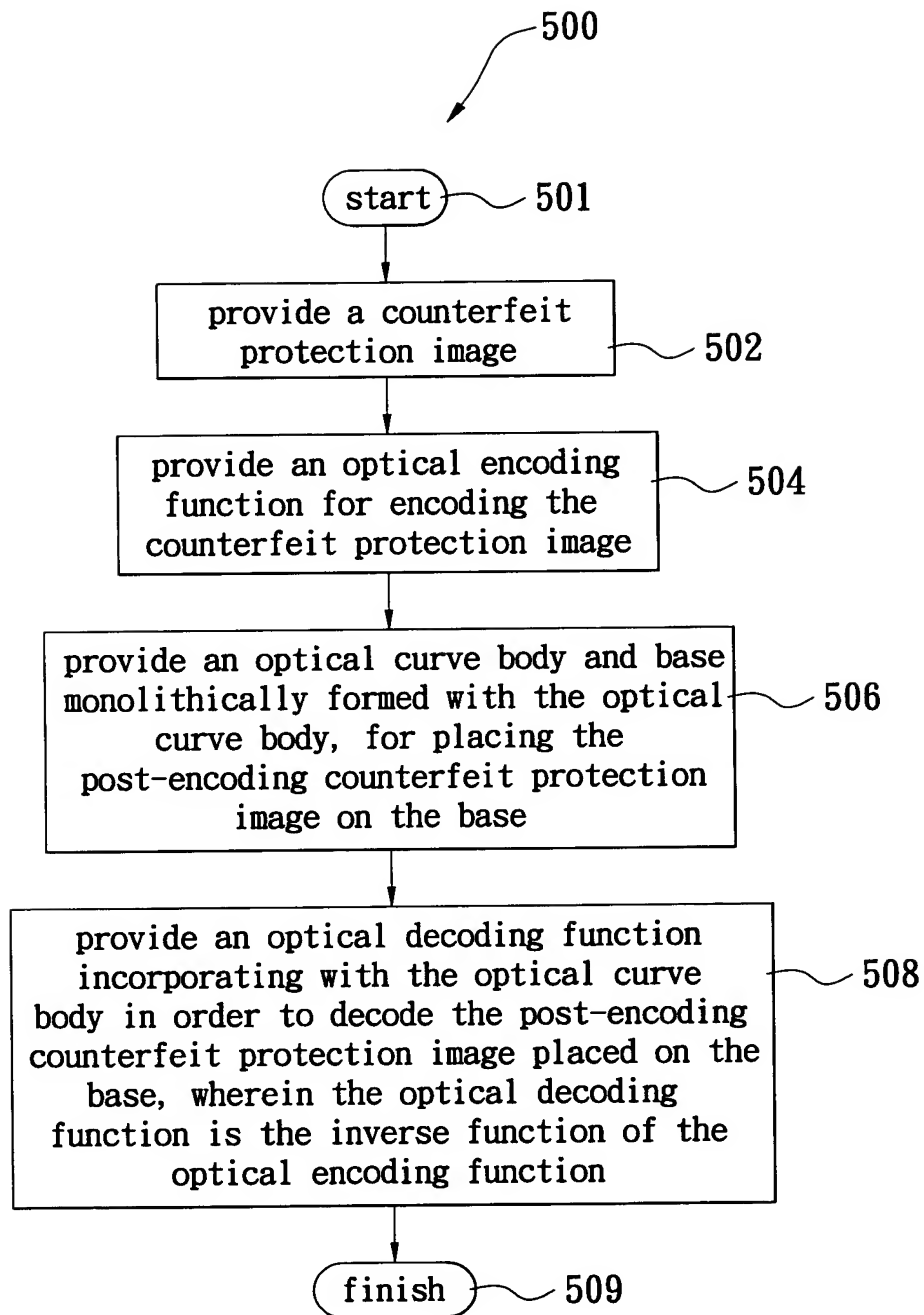 500
start
501
provide a counterfeit
protection image
502
provide an optical encoding
function for encoding the
counterfeit protection image
504
provide an optical curve body and base
monolithically formed with the optical
curve body, for placing the
post-encoding counterfeit protection
image on the base
506
provide an optical decoding function
incorporating with the optical curve
body in order to decode the post-encoding
counterfeit protection image placed on the
base, wherein the optical decoding
function is the inverse function of the
optical encoding function
508
finish
509